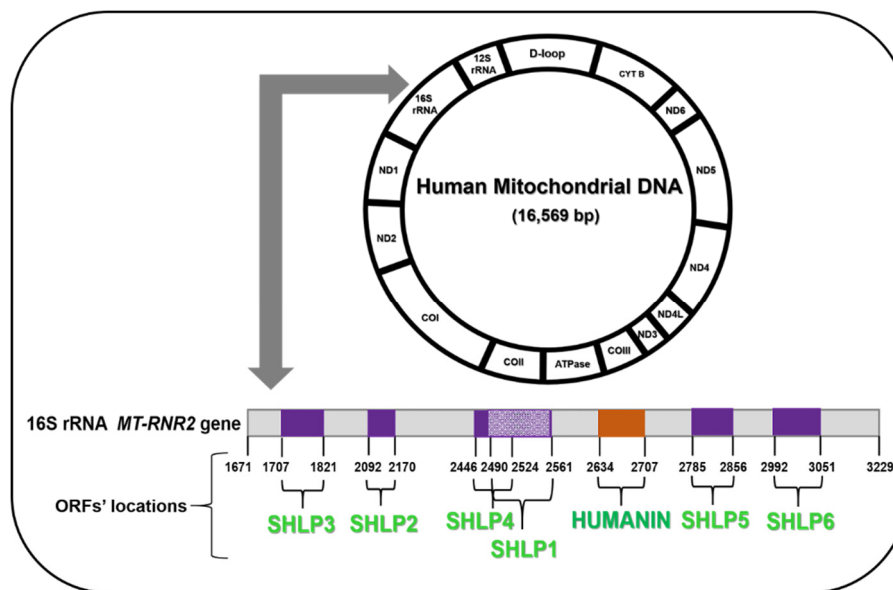 D-loop
12S
rRNA
CYT B
16S
rRNA
ND6
ND1
ND5
Human Mitochondrial DNA
(16,569 bp)
ND2
ND4
COI
ND4L
ND3
COII
ATPase
COIII
16S rRNA MT-RNR2 gene
1671 1707 1821 2092 2170 2446 2490 2524 2561 2634 2707 2785 2856 2992 3051 3229
ORFs' locations
SHLP3 SHLP2 SHLP4 HUMANIN SHLP5 SHLP6
SHLP1